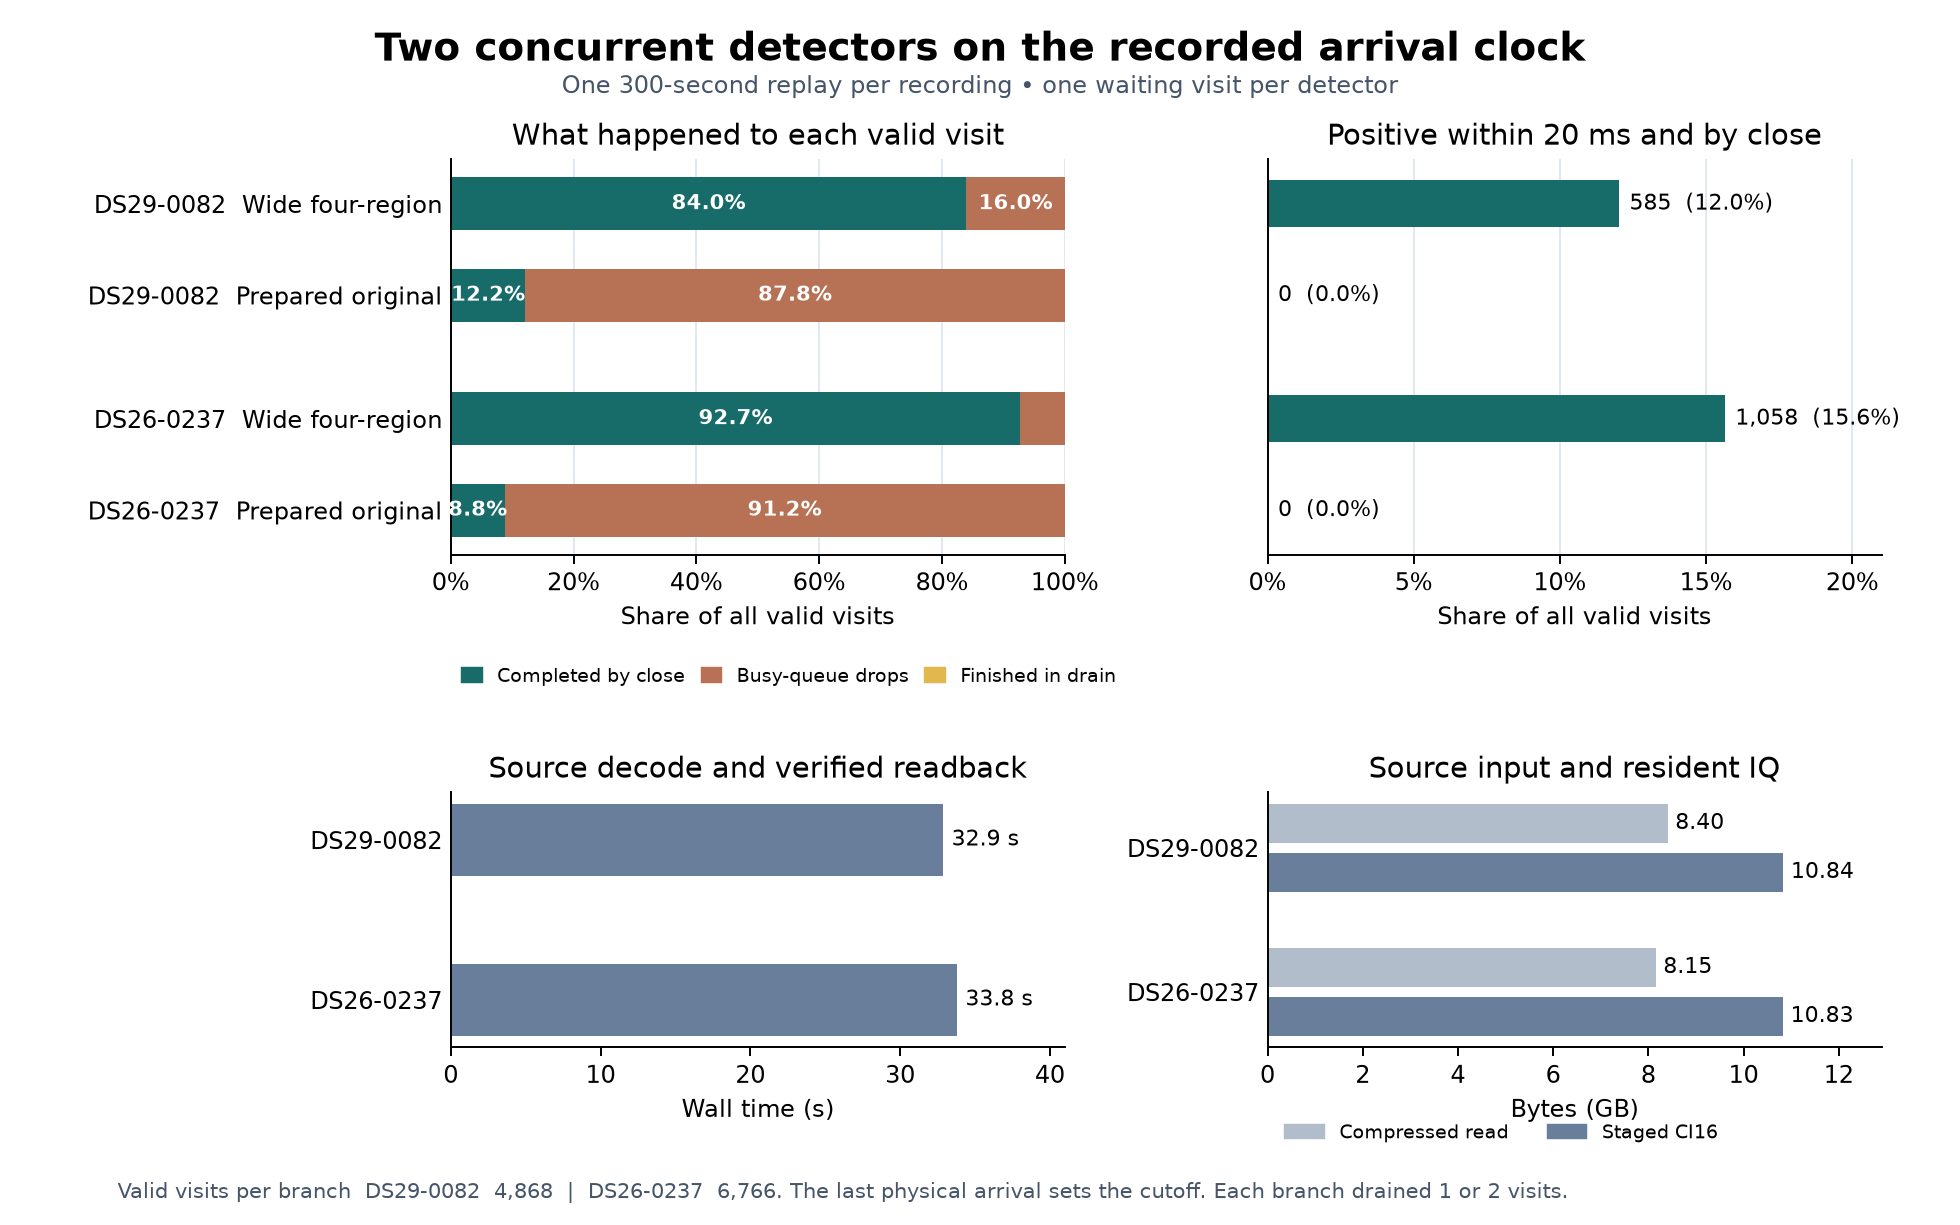 Two concurrent detectors on the recorded arrival clock
One 300-second replay per recording • one waiting visit per detector
What happened to each valid visit
DS29-0082  Wide four-region
84.0%
16.0%
DS29-0082  Prepared original
12.2%
87.8%
DS26-0237  Wide four-region
92.7%
DS26-0237  Prepared original
8.8%
91.2%
0%
20%
40%
60%
80%
100%
Share of all valid visits
Completed by close
Busy-queue drops
Finished in drain
Positive within 20 ms and by close
585  (12.0%)
0  (0.0%)
1,058  (15.6%)
0  (0.0%)
0%
5%
10%
15%
20%
Share of all valid visits
Source decode and verified readback
DS29-0082
32.9 s
DS26-0237
33.8 s
0
10
20
30
40
Wall time (s)
Source input and resident IQ
DS29-0082
8.40
10.84
DS26-0237
8.15
10.83
0
2
4
6
8
10
12
Bytes (GB)
Compressed read
Staged CI16
Valid visits per branch  DS29-0082  4,868  |  DS26-0237  6,766. The last physical arrival sets the cutoff. Each branch drained 1 or 2 visits.